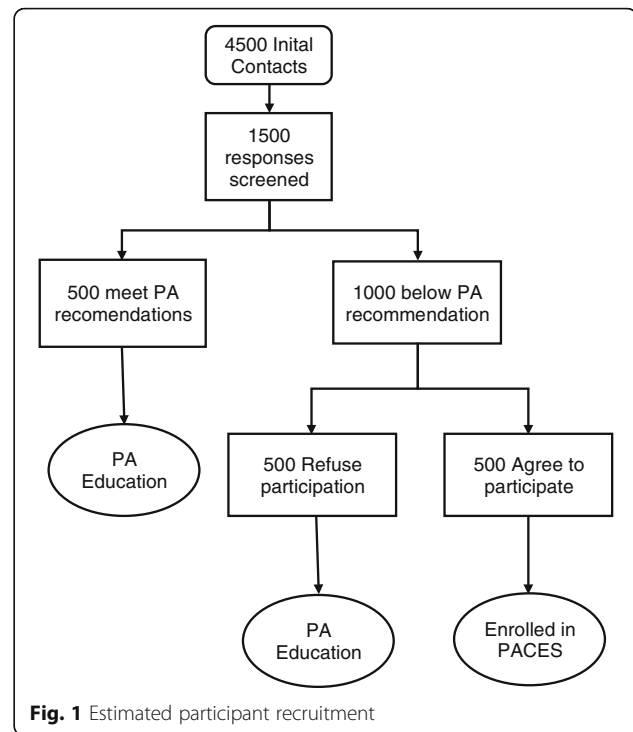 4500 Inital
Contacts
1500
responses
screened
500 meet PA
recomendations
1000 below PA
recommendation
PA
Education
500 Refuse
participation
500 Agree to
participate
PA
Education
Enrolled in
PACES
Fig. 1 Estimated participant recruitment